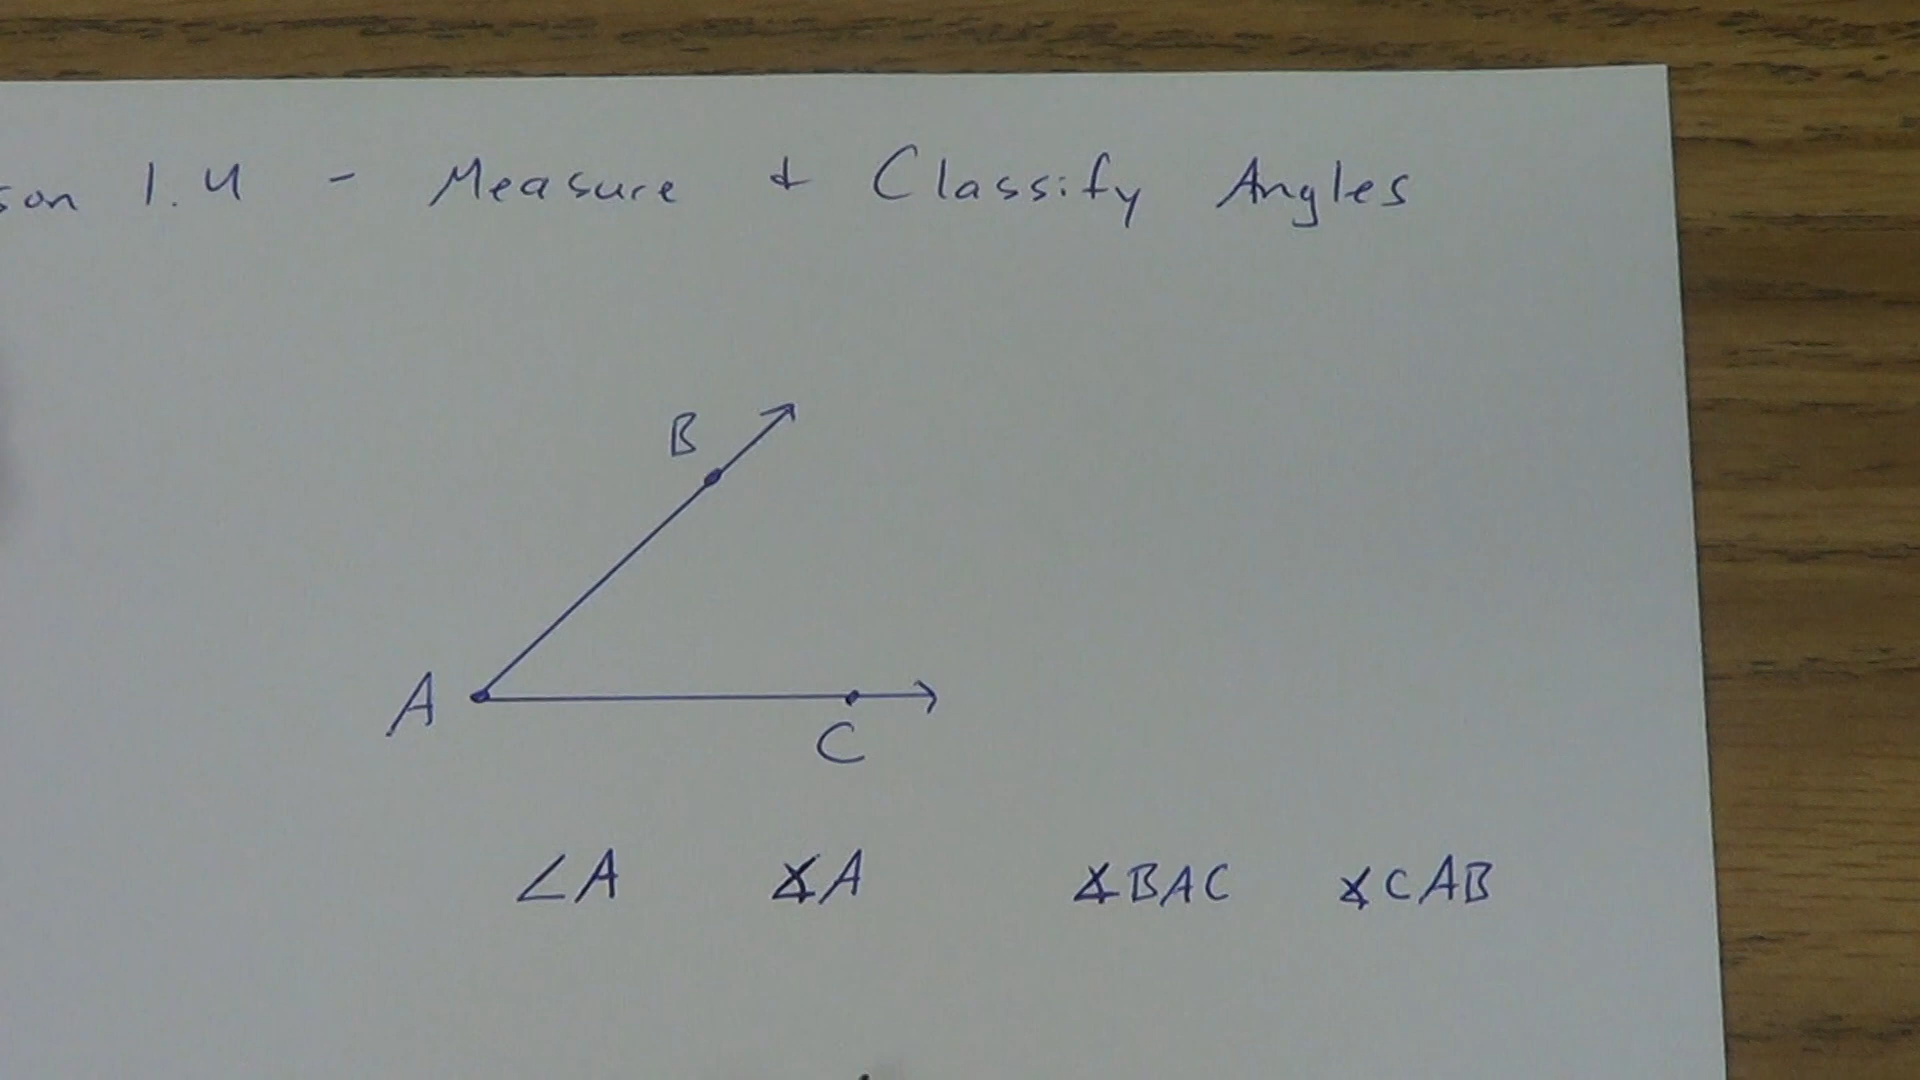 son 1.4 - Measure & Classify Angles
B
A
C
∠A ∡A ∡BAC ∡CAB